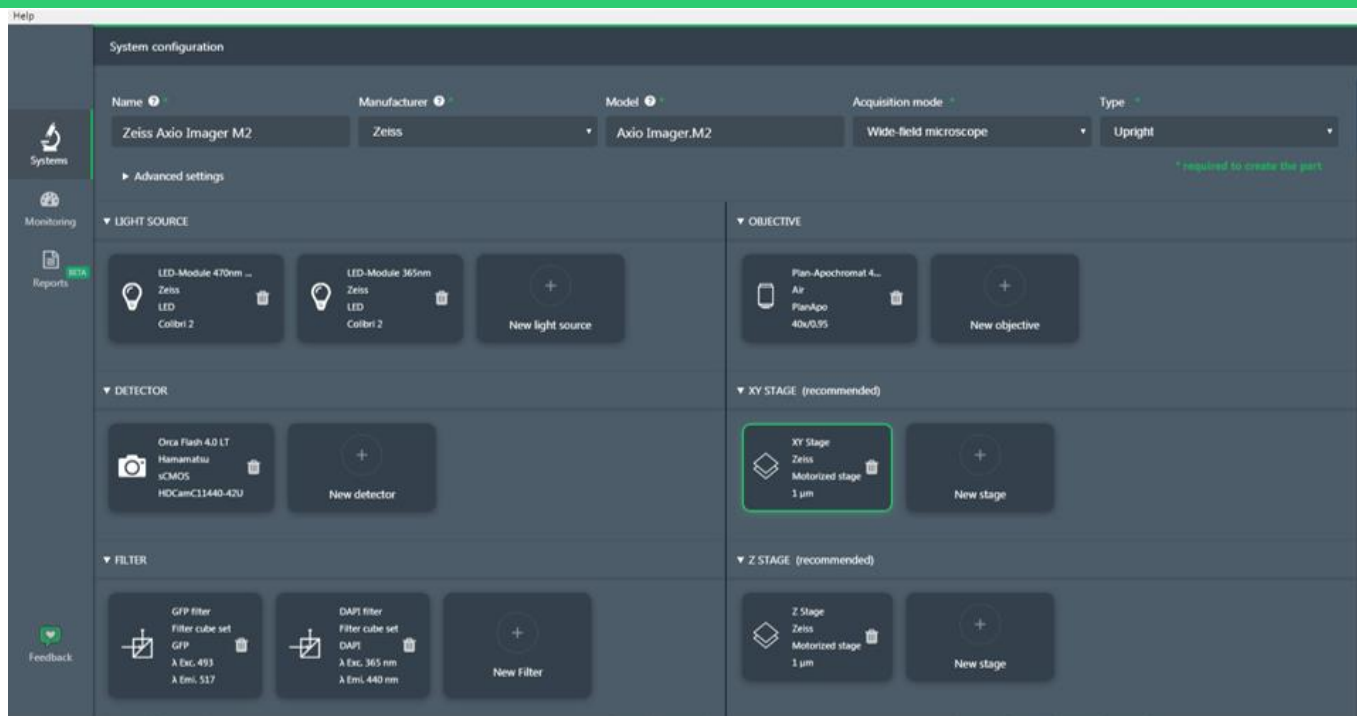 Help
System configuration
Name ? *
Manufacturer ? *
Model ? *
Acquisition mode *
Type *
Zeiss Axio Imager M2
Zeiss
Axio Imager.M2
Wide-field microscope
Upright
* required to create the part
Advanced settings
Systems
Monitoring
Reports
BETA
Feedback
LIGHT SOURCE
LED-Module 470nm ...
Zeiss
LED
Colibri 2
LED-Module 365nm
Zeiss
LED
Colibri 2
New light source
OBJECTIVE
Plan-Apochromat 4...
Air
PlanApo
40x/0.95
New objective
DETECTOR
Orca Flash 4.0 LT
Hamamatsu
sCMOS
HDCamC11440-42U
New detector
XY STAGE (recommended)
XY Stage
Zeiss
Motorized stage
1 μm
New stage
FILTER
GFP filter
Filter cube set
GFP
λ Exc. 493
λ Emi. 517
DAPI filter
Filter cube set
DAPI
λ Exc. 365 nm
λ Emi. 440 nm
New Filter
Z STAGE (recommended)
Z Stage
Zeiss
Motorized stage
1 μm
New stage